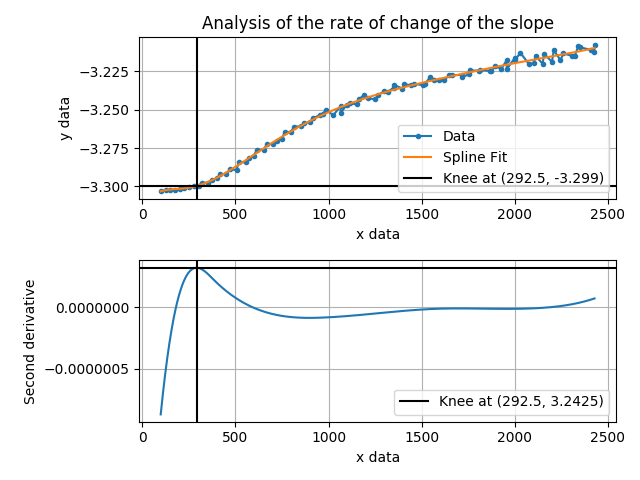 Analysis of the rate of change of the slope
−3.225
−3.250
−3.275
−3.300
y data
Data
Spline Fit
Knee at (292.5, -3.299)
0 500 1000 1500 2000 2500
x data
0.0000000
−0.0000005
Second derivative
Knee at (292.5, 3.2425)
0 500 1000 1500 2000 2500
x data